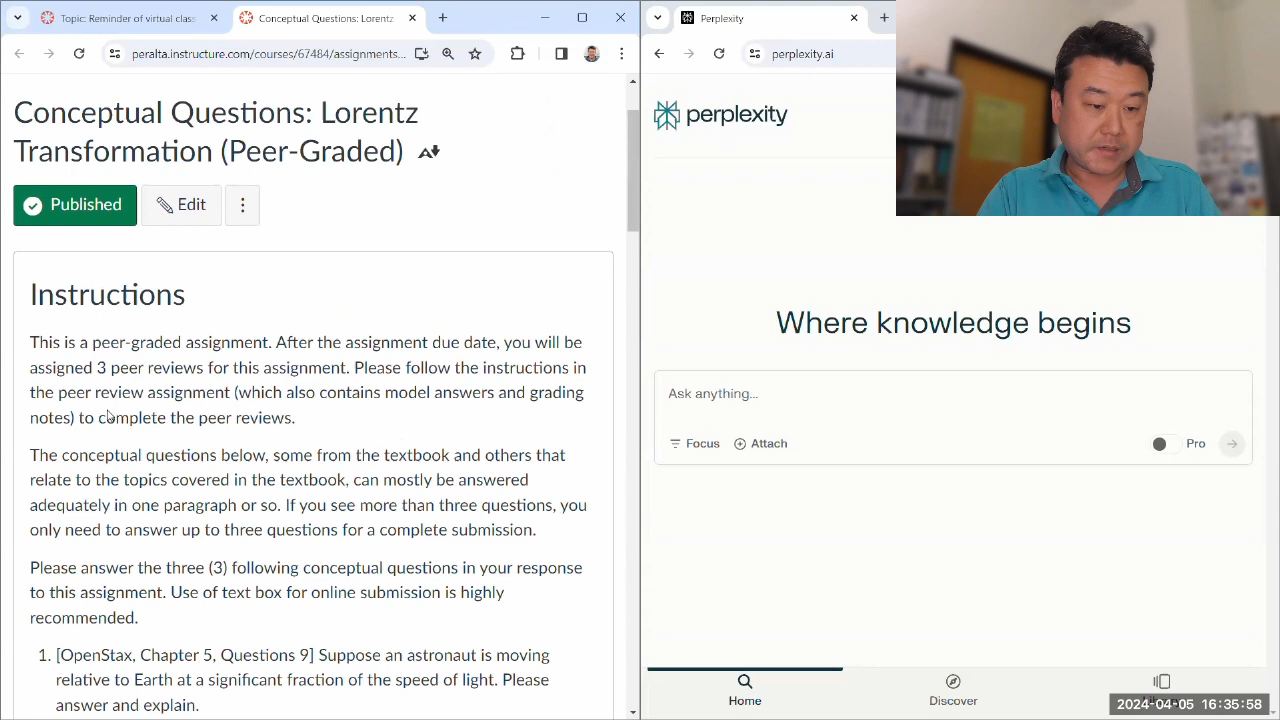 Topic: Reminder of virtual class
Conceptual Questions: Lorentz
peralta.instructure.com/courses/67484/assignments...
Conceptual Questions: Lorentz
Transformation (Peer-Graded)
Published
Edit
Instructions
This is a peer-graded assignment. After the assignment due date, you will be
assigned 3 peer reviews for this assignment. Please follow the instructions in
the peer review assignment (which also contains model answers and grading
notes) to complete the peer reviews.
The conceptual questions below, some from the textbook and others that
relate to the topics covered in the textbook, can mostly be answered
adequately in one paragraph or so. If you see more than three questions, you
only need to answer up to three questions for a complete submission.
Please answer the three (3) following conceptual questions in your response
to this assignment. Use of text box for online submission is highly
recommended.
1. [OpenStax, Chapter 5, Questions 9] Suppose an astronaut is moving
relative to Earth at a significant fraction of the speed of light. Please
answer and explain.
Perplexity
perplexity.ai
perplexity
Where knowledge begins
Ask anything...
Focus
Attach
Pro
Home
Discover
2024-04-05 16:35:58